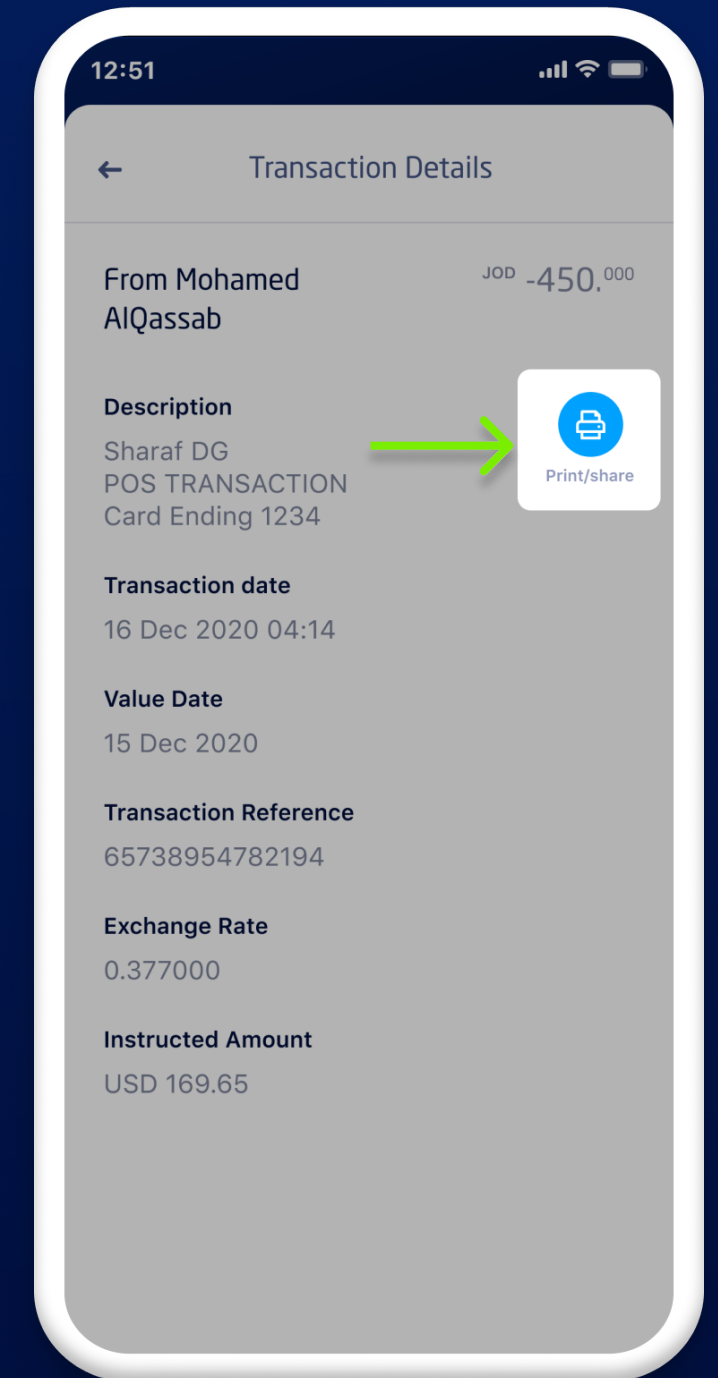 12:51
Transaction Details
From Mohamed
AlQassab
JOD -450.000
Description
Sharaf DG
POS TRANSACTION
Card Ending 1234
Print/share
Transaction date
16 Dec 2020 04:14
Value Date
15 Dec 2020
Transaction Reference
65738954782194
Exchange Rate
0.377000
Instructed Amount
USD 169.65